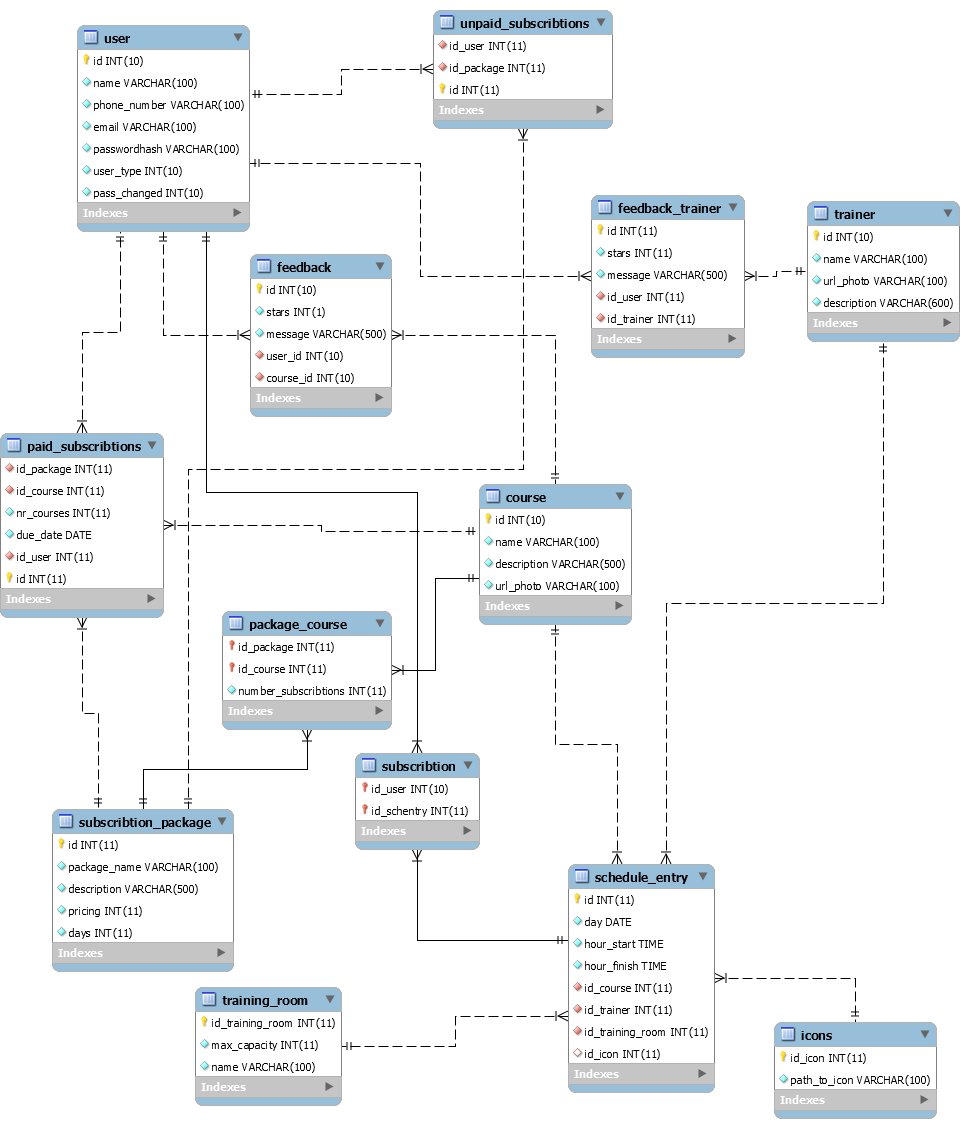 user
id INT(10)
name VARCHAR(100)
phone_number VARCHAR(100)
email VARCHAR(100)
passwordhash VARCHAR(100)
user_type INT(10)
pass_changed INT(10)
Indexes
unpaid_subscribtions
id_user INT(11)
id_package INT(11)
id INT(11)
Indexes
feedback_trainer
id INT(11)
stars INT(11)
message VARCHAR(500)
id_user INT(11)
id_trainer INT(11)
Indexes
trainer
id INT(10)
name VARCHAR(100)
url_photo VARCHAR(100)
description VARCHAR(600)
Indexes
feedback
id INT(10)
stars INT(1)
message VARCHAR(500)
user_id INT(10)
course_id INT(10)
Indexes
paid_subscribtions
id_package INT(11)
id_course INT(11)
nr_courses INT(11)
due_date DATE
id_user INT(11)
id INT(11)
Indexes
course
id INT(10)
name VARCHAR(100)
description VARCHAR(500)
url_photo VARCHAR(100)
Indexes
package_course
id_package INT(11)
id_course INT(11)
number_subscribtions INT(11)
Indexes
subscribtion
id_user INT(10)
id_schentry INT(11)
Indexes
subscribtion_package
id INT(11)
package_name VARCHAR(100)
description VARCHAR(500)
pricing INT(11)
days INT(11)
Indexes
schedule_entry
id INT(11)
day DATE
hour_start TIME
hour_finish TIME
id_course INT(11)
id_trainer INT(11)
id_training_room INT(11)
id_icon INT(11)
Indexes
training_room
id_training_room INT(11)
max_capacity INT(11)
name VARCHAR(100)
Indexes
icons
id_icon INT(11)
path_to_icon VARCHAR(100)
Indexes